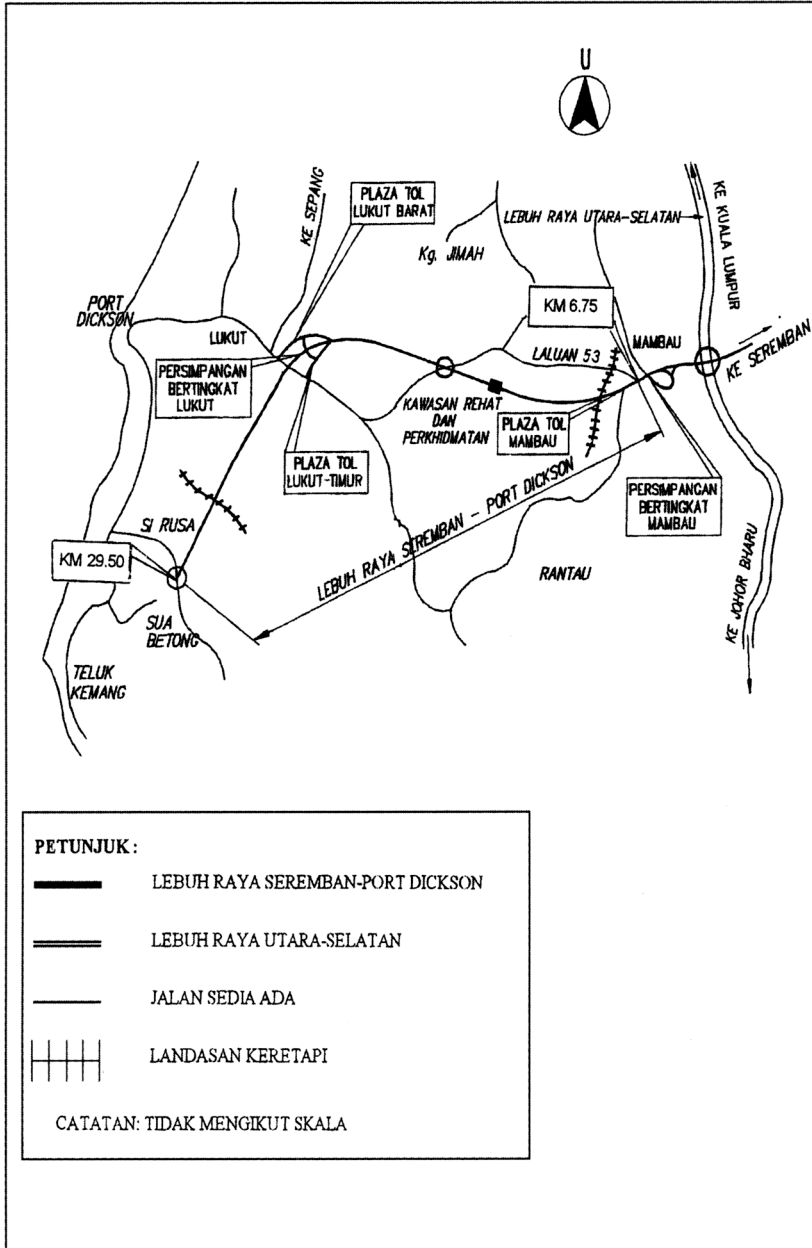 U
KE SEPANG
PLAZA TOL
LUKUT BARAT
LEBUH RAYA UTARA-SELATAN
KE KUALA LUMPUR
Kg. JIMAH
PORT
DICKSON
LUKUT
KM 6.75
MAMBAU
KE SEREMBAN
LALUAN 53
PERSIMPANGAN
BERTINGKAT
LUKUT
KAWASAN REHAT
DAN
PERKHIDMATAN
PLAZA TOL
MAMBAU
PLAZA TOL
LUKUT-TIMUR
PERSIMPANGAN
BERTINGKAT
MAMBAU
LEBUH RAYA SEREMBAN - PORT DICKSON
SI RUSA
KM 29.50
RANTAU
KE JOHOR BHARU
SUA
BETONG
TELUK
KEMANG
PETUNJUK :
LEBUH RAYA SEREMBAN-PORT DICKSON
LEBUH RAYA UTARA-SELATAN
JALAN SEDIA ADA
LANDASAN KERETAPI
CATATAN: TIDAK MENGIKUT SKALA